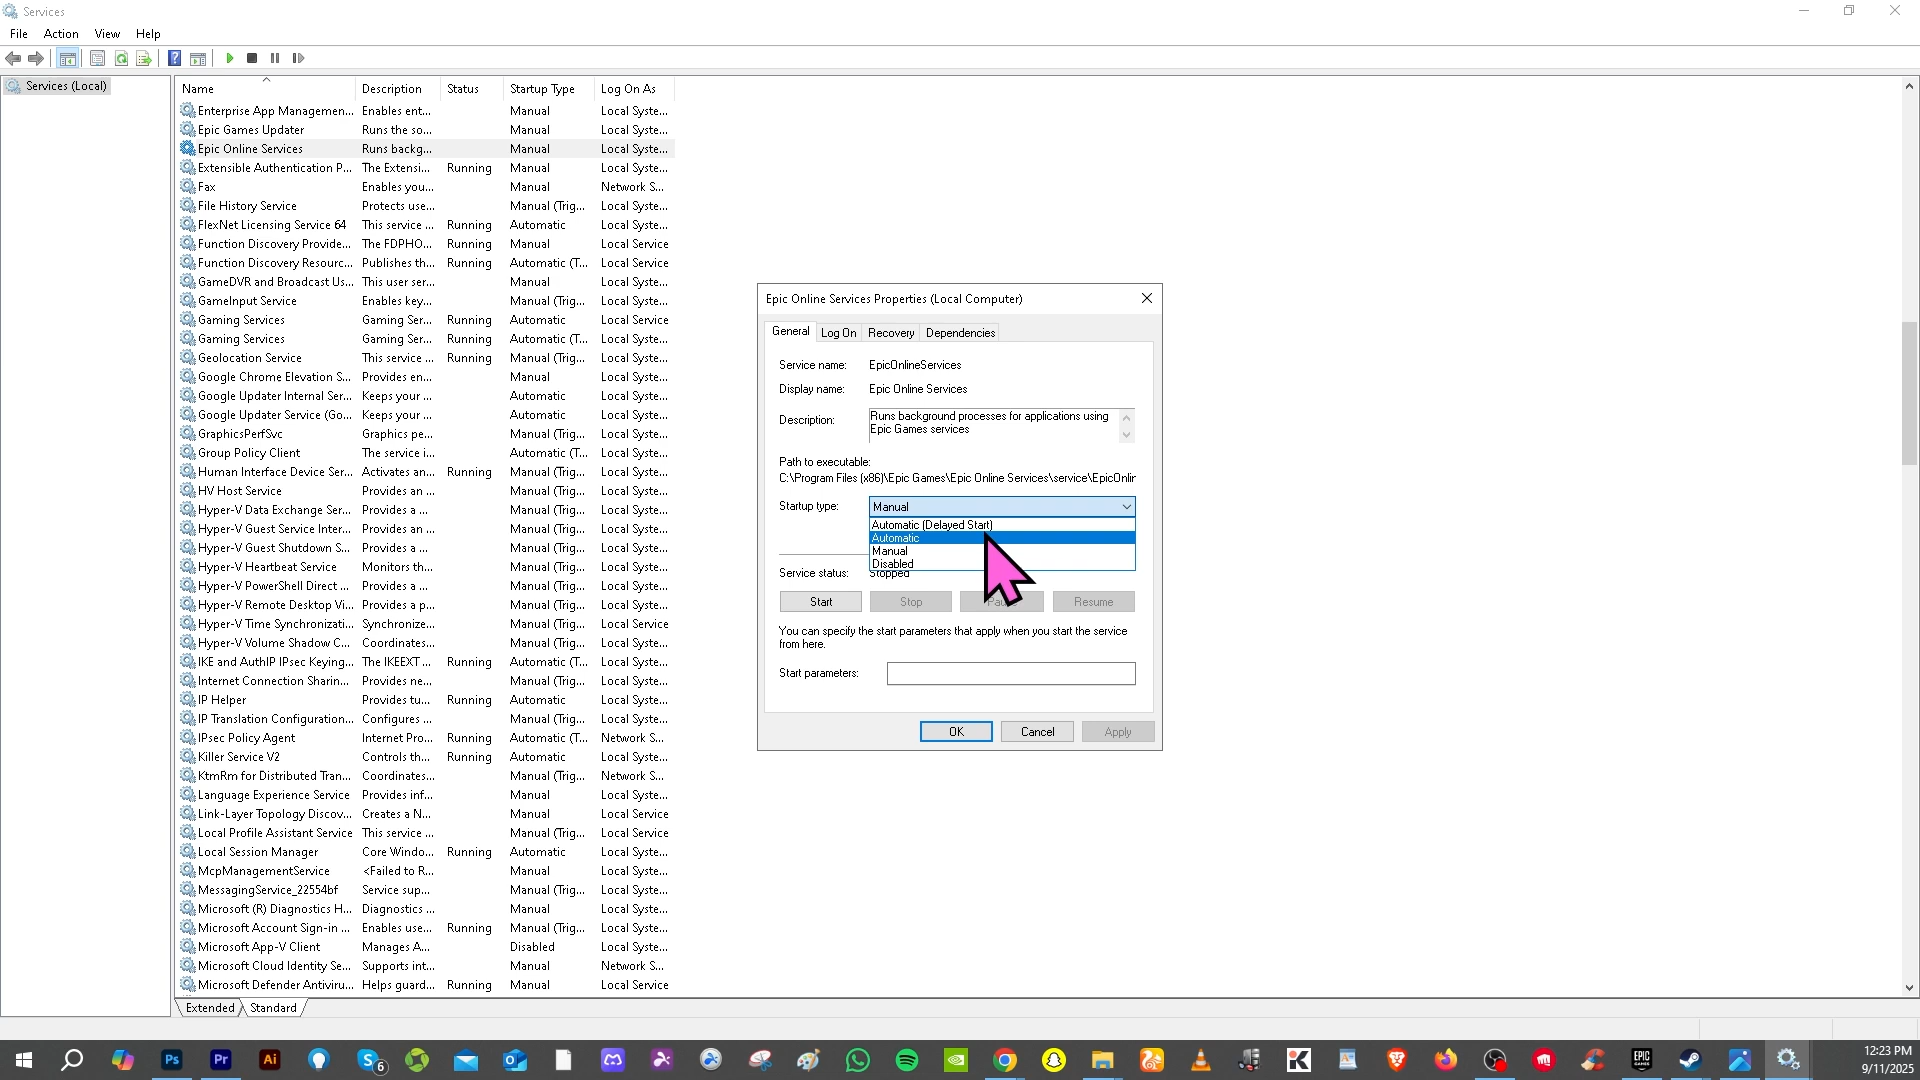 Services
File Action View Help
Services (Local)
Name Description Status Startup Type Log On As
Enterprise App Managemen... Enables ent... Manual Local Syste...
Epic Games Updater Runs the so... Manual Local Syste...
Epic Online Services Runs backg... Manual Local Syste...
Extensible Authentication P... The Extensi... Running Manual Local Syste...
Fax Enables you... Manual Network S...
File History Service Protects use... Manual (Trig... Local Syste...
FlexNet Licensing Service 64 This service ... Running Automatic Local Syste...
Function Discovery Provide... The FDPHO... Running Manual Local Service
Function Discovery Resourc... Publishes th... Running Automatic (T... Local Service
GameDVR and Broadcast Us... This user ser... Manual Local Syste...
GameInput Service Enables key... Manual (Trig... Local Syste...
Gaming Services Gaming Ser... Running Automatic Local Service
Gaming Services Gaming Ser... Running Automatic (T... Local Syste...
Geolocation Service This service ... Running Manual (Trig... Local Syste...
Google Chrome Elevation S... Provides en... Manual Local Syste...
Google Updater Internal Ser... Keeps your ... Automatic Local Syste...
Google Updater Service (Go... Keeps your ... Automatic Local Syste...
GraphicsPerfSvc Graphics pe... Manual (Trig... Local Syste...
Group Policy Client The service i... Automatic (T... Local Syste...
Human Interface Device Ser... Activates an... Running Manual (Trig... Local Syste...
HV Host Service Provides an ... Manual (Trig... Local Syste...
Hyper-V Data Exchange Ser... Provides a ... Manual (Trig... Local Syste...
Hyper-V Guest Service Inter... Provides an ... Manual (Trig... Local Syste...
Hyper-V Guest Shutdown S... Provides a ... Manual (Trig... Local Syste...
Hyper-V Heartbeat Service Monitors th... Manual (Trig... Local Syste...
Hyper-V PowerShell Direct ... Provides a ... Manual (Trig... Local Syste...
Hyper-V Remote Desktop Vi... Provides a p... Manual (Trig... Local Syste...
Hyper-V Time Synchronizati... Synchronize... Manual (Trig... Local Service
Hyper-V Volume Shadow C... Coordinates... Manual (Trig... Local Syste...
IKE and AuthIP IPsec Keying... The IKEEXT ... Running Automatic (T... Local Syste...
Internet Connection Sharin... Provides ne... Manual (Trig... Local Syste...
IP Helper Provides tu... Running Automatic Local Syste...
IP Translation Configuration... Configures ... Manual (Trig... Local Syste...
IPsec Policy Agent Internet Pro... Running Automatic (T... Network S...
Killer Service V2 Controls th... Running Automatic Local Syste...
KtmRm for Distributed Tran... Coordinates... Manual (Trig... Network S...
Language Experience Service Provides inf... Manual Local Syste...
Link-Layer Topology Discov... Creates a N... Manual Local Service
Local Profile Assistant Service This service ... Manual (Trig... Local Service
Local Session Manager Core Windo... Running Automatic Local Syste...
McpManagementService <Failed to R... Manual Local Syste...
MessagingService_22554bf Service sup... Manual (Trig... Local Syste...
Microsoft (R) Diagnostics H... Diagnostics ... Manual Local Syste...
Microsoft Account Sign-in ... Enables use... Running Manual (Trig... Local Syste...
Microsoft App-V Client Manages A... Disabled Local Syste...
Microsoft Cloud Identity Se... Supports int... Manual Network S...
Microsoft Defender Antiviru... Helps guard... Running Manual Local Service
Extended Standard
Epic Online Services Properties (Local Computer)
General Log On Recovery Dependencies
Service name: EpicOnlineServices
Display name: Epic Online Services
Description: Runs background processes for applications using
Epic Games services
Path to executable:
C:\Program Files (x86)\Epic Games\Epic Online Services\service\EpicOnlir
Startup type: Manual
Automatic (Delayed Start)
Automatic
Manual
Disabled
Service status: Stopped
Start Stop Resume
You can specify the start parameters that apply when you start the service
from here.
Start parameters:
OK Cancel Apply
Ps Pr Ai 6 K EPIC GAMES
12:23 PM
9/11/2025